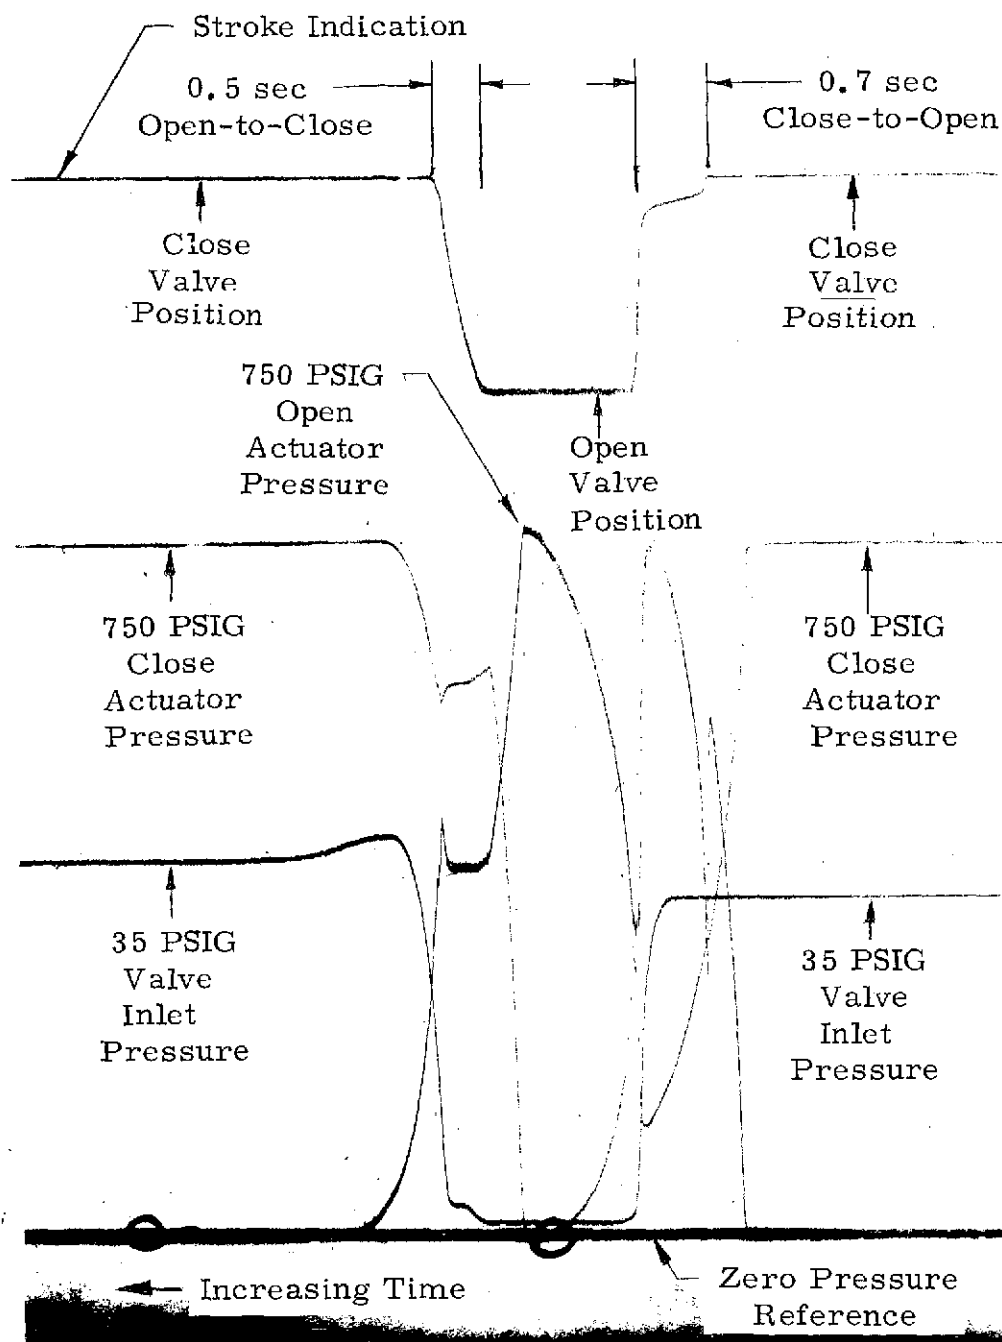 Stroke Indication
0.5 sec
Open-to-Close
0.7 sec
Close-to-Open
Close
Valve
Position
Close
Valve
Position
750 PSIG
Open
Actuator
Pressure
Open
Valve
Position
750 PSIG
Close
Actuator
Pressure
750 PSIG
Close
Actuator
Pressure
35 PSIG
Valve
Inlet
Pressure
35 PSIG
Valve
Inlet
Pressure
Increasing Time
Zero Pressure
Reference